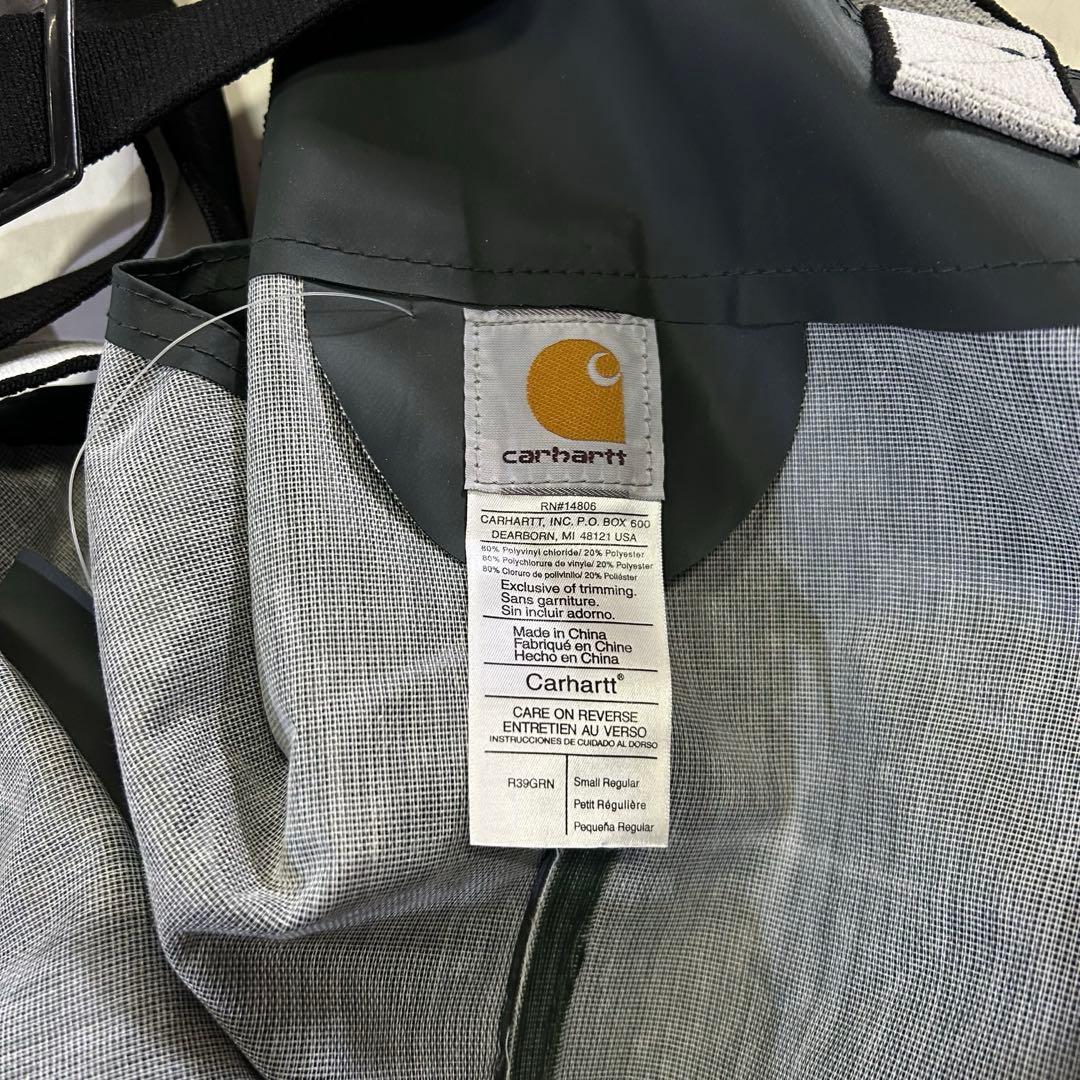 carhartt
RN#14806
CARHARTT, INC. P.O. BOX 600
DEARBORN, MI 48121 USA
80% Polyvinyl chloride/ 20% Polyester
80% Polychlorure de vinyle/ 20% Polyester
80% Cloruro de polivinilo/ 20% Poliéster
Exclusive of trimming.
Sans garniture.
Sin incluir adorno.
Made in China
Fabriqué en Chine
Hecho en China
Carhartt®
CARE ON REVERSE
ENTRETIEN AU VERSO
INSTRUCCIONES DE CUIDADO AL DORSO
R39GRN
Small Regular
Petit Régulière
Pequeña Regular